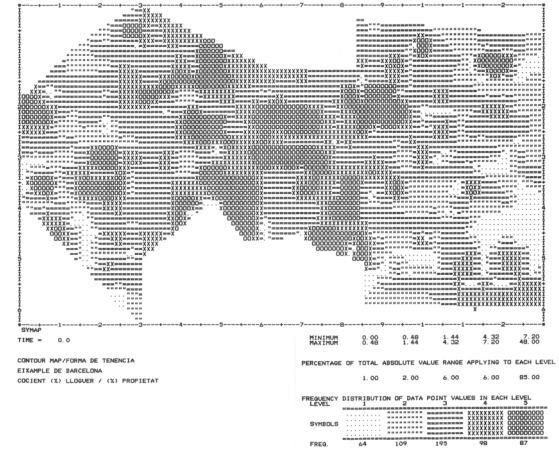 SYMAP
TIME = 0.0
CONTOUR MAP/FORMA DE TENENCIA
EIXAMPLE DE BARCELONA
COCIENT (%) LLOGUER / (%) PROPIETAT
MINIMUM 0.00 0.48 1.44 4.32 7.20
MAXIMUM 0.48 1.44 4.32 7.20 48.00
PERCENTAGE OF TOTAL ABSOLUTE VALUE RANGE APPLYING TO EACH LEVEL
1.00 2.00 6.00 6.00 85.00
FREQUENCY DISTRIBUTION OF DATA POINT VALUES IN EACH LEVEL
LEVEL 1 2 3 4 5
SYMBOLS
FREQ. 64 109 195 98 87